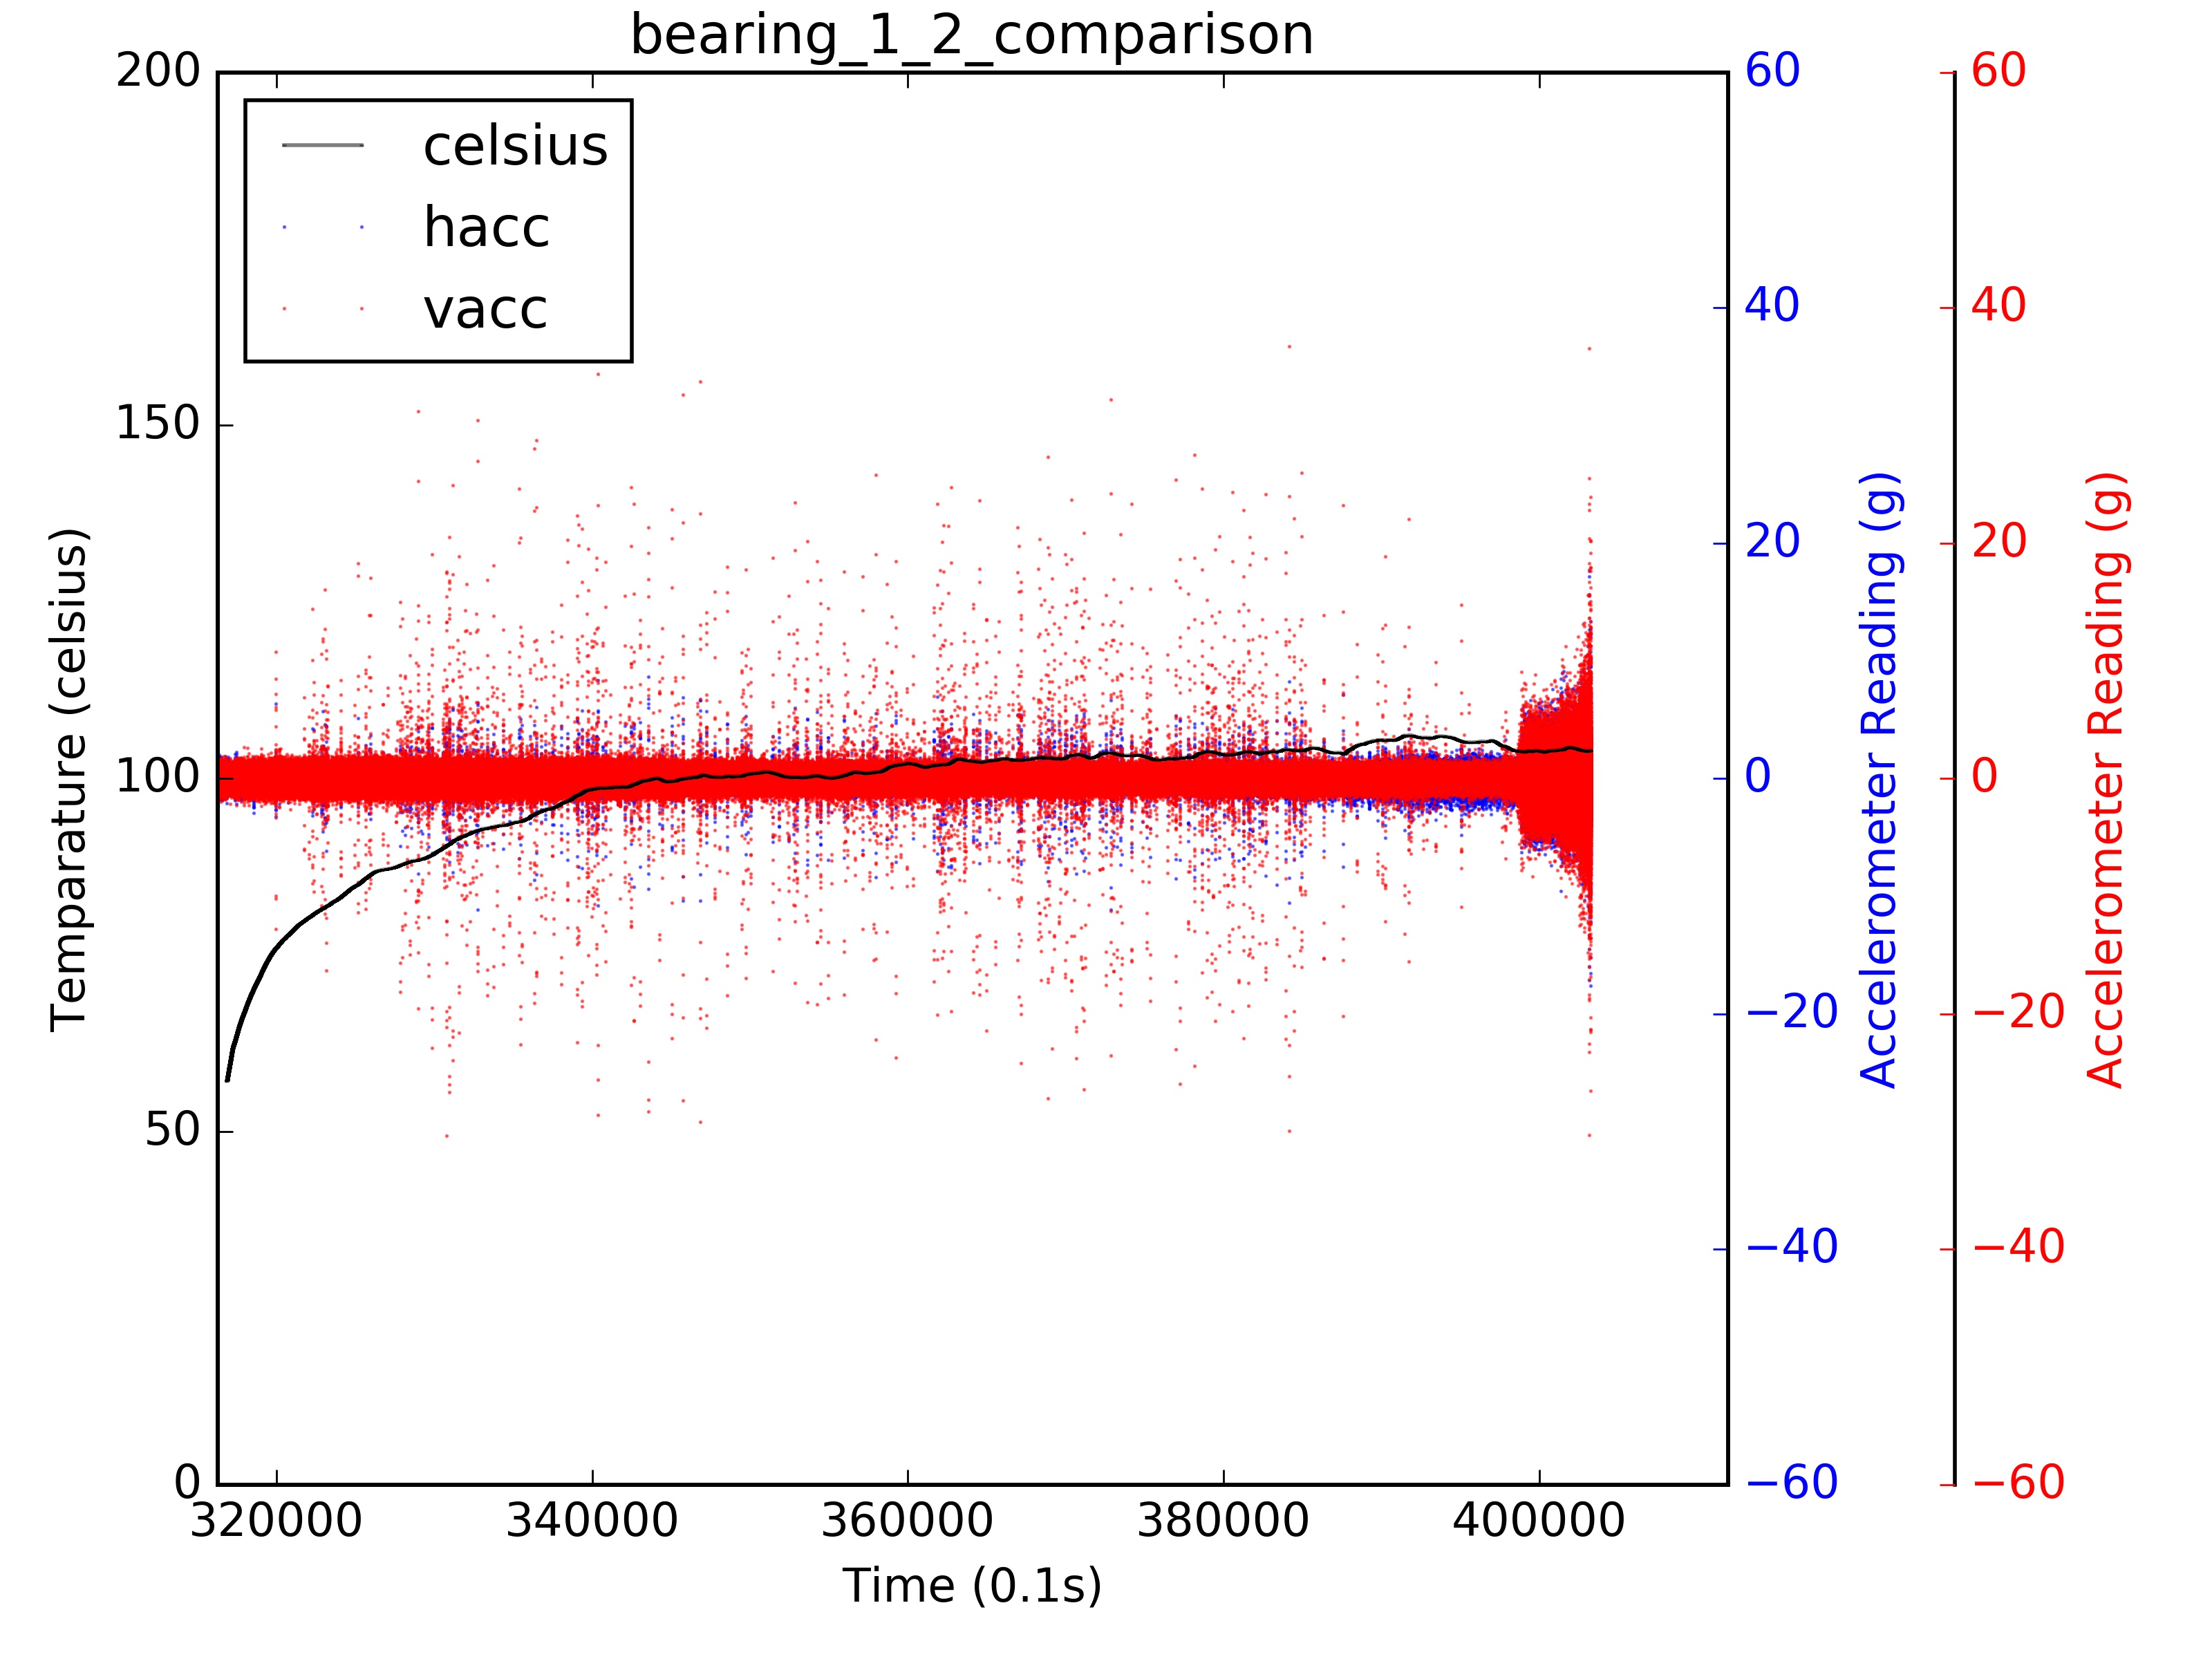 bearing_1_2_comparison
celsius
hacc
vacc
Temparature (celsius)
200
150
100
50
0
320000 340000 360000 380000 400000
Time (0.1s)
60
40
20
0
−20
−40
−60
Accelerometer Reading (g)
60
40
20
0
−20
−40
−60
Accelerometer Reading (g)